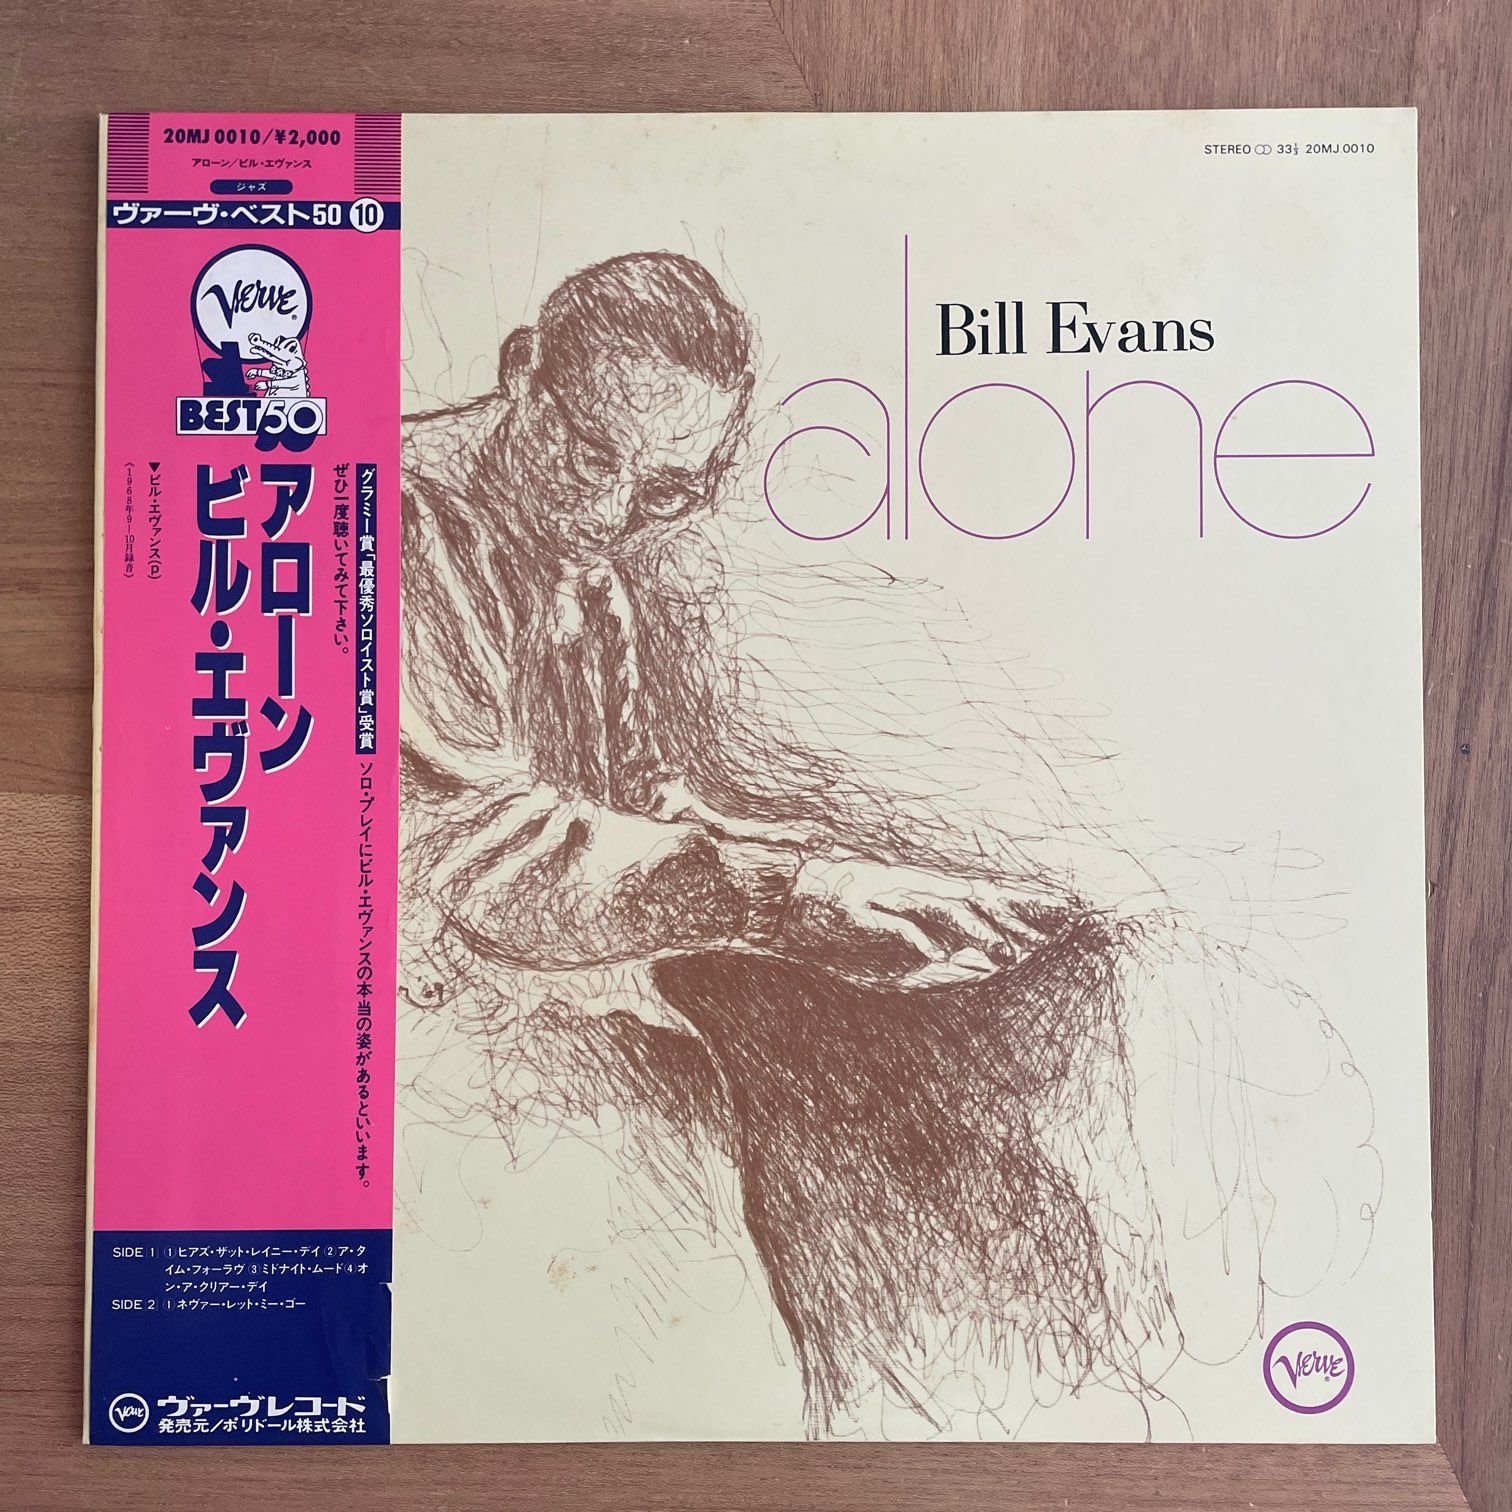 20MJ 0010/¥2,000
アローン/ビル・エヴァンス
ジャズ
ヴァーヴ・ベスト50 10
VERVE
BEST 50
グラミー賞「最優秀ソロイスト賞」受賞 ソロ・プレイにビル・エヴァンスの本当の姿があるといいます。
ぜひ一度聴いてみて下さい。
アローン
ビル・エヴァンス
▼ビル・エヴァンス(p)
《1968年9—10月録音》
SIDE 1 ①ヒアズ・ザット・レイニー・デイ ②ア・タ
イム・フォーラヴ ③ミドナイト・ムード ④オ
ン・ア・クリアー・デイ
SIDE 2 ①ネヴァー・レット・ミー・ゴー
Verve ヴァーヴレコード
発売元/ポリドール株式会社
STEREO 33⅓ 20MJ 0010
Bill Evans
alone
VERVE